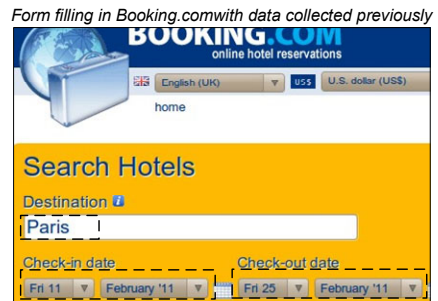 Form filling in Booking.comwith data collected previously
BOOKING.COM
online hotel reservations
English (UK) US$ U.S. dollar (US$)
home
Search Hotels
Destination i
Paris
Check-in date Check-out date
Fri 11 February '11 Fri 25 February '11